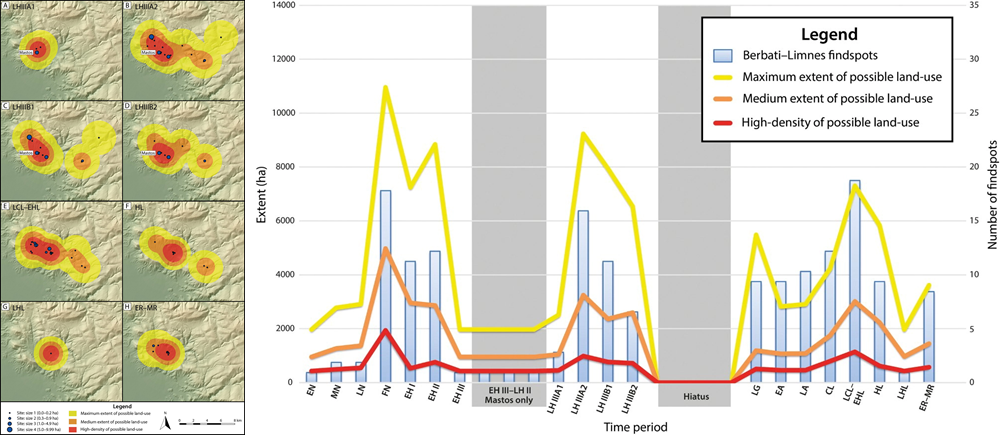 A LHIIIA1
Mastos
B LHIIIA2
Mastos
C LHIIIB1
Mastos
D LHIIIB2
Mastos
E LCL–EHL
F HL
G LHL
H ER–MR
Legend
Site: size 1 (0.0–0.2 ha)
Site: size 2 (0.3–0.9 ha)
Site: size 3 (1.0–4.9 ha)
Site: size 4 (5.0–9.99 ha)
Maximum extent of possible land-use
Medium extent of possible land-use
High-density of possible land-use
N
Extent (ha)
14000
12000
10000
8000
6000
4000
2000
0
Legend
Berbati–Limnes findspots
Maximum extent of possible land-use
Medium extent of possible land-use
High-density of possible land-use
35
30
25
20
15
10
5
0
Number of findspots
EN
MN
LN
FN
EH I
EH II
EH III
EH III–LH II
Mastos only
LH IIIA1
LH IIIA2
LH IIIB1
LH IIIB2
Hiatus
LG
EA
LA
CL
LCL–
EHL
HL
LHL
ER–MR
Time period